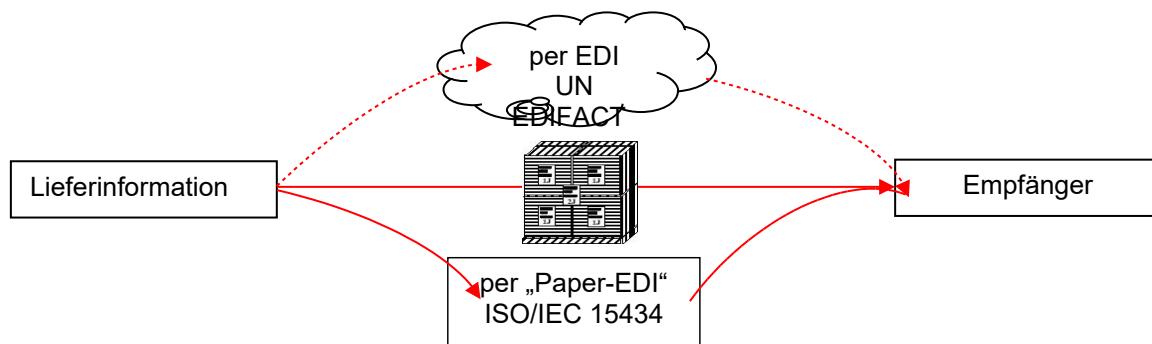 per EDI
UN
EDIFACT
Lieferinformation
Empfänger
per „Paper-EDI“
ISO/IEC 15434